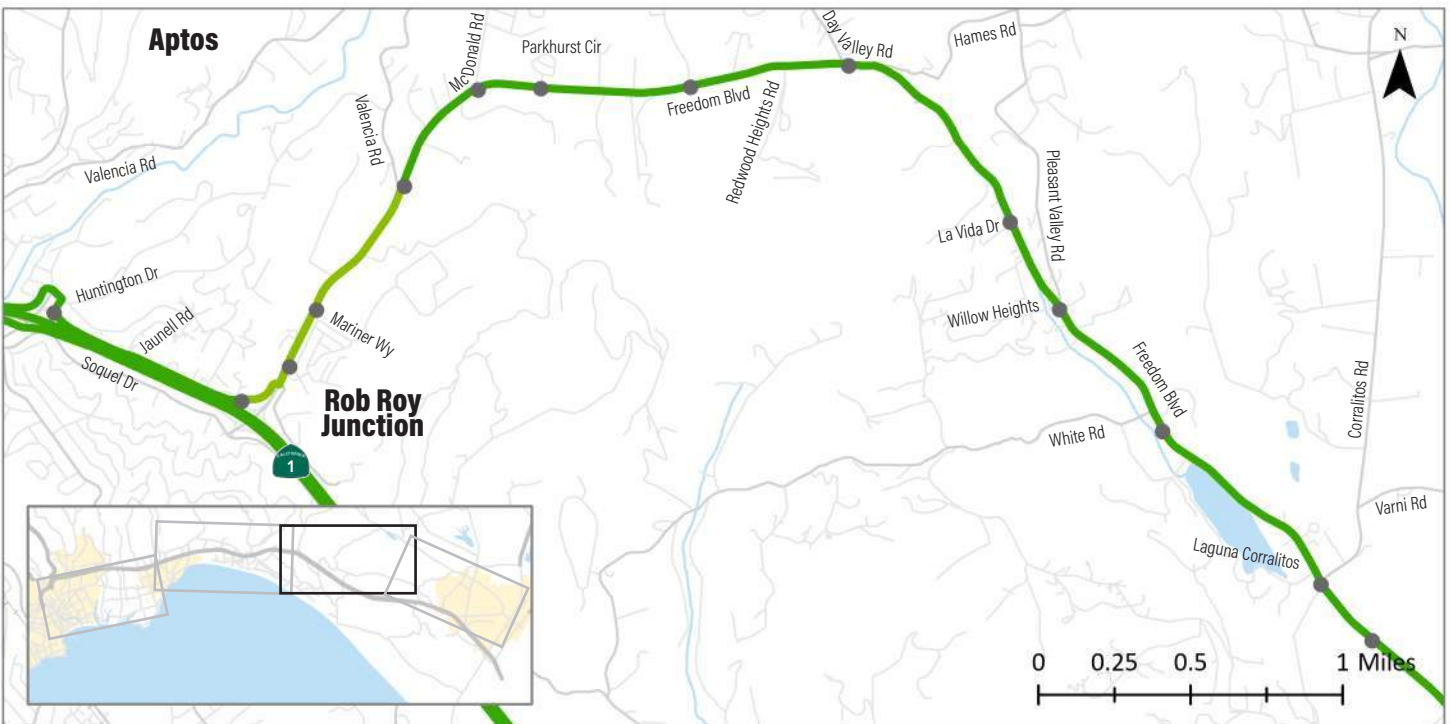 Aptos
McDonald Rd
Parkhurst Cir
Day Valley Rd
Hames Rd
N
Valencia Rd
Freedom Blvd
Redwood Heights Rd
Valencia Rd
Pleasant Valley Rd
La Vida Dr
Huntington Dr
Jaunell Rd
Mariner Wy
Willow Heights
Soquel Dr
Freedom Blvd
Corralitos Rd
Rob Roy
Junction
White Rd
CALIFORNIA
1
Varni Rd
Laguna Corralitos
0 0.25 0.5 1 Miles